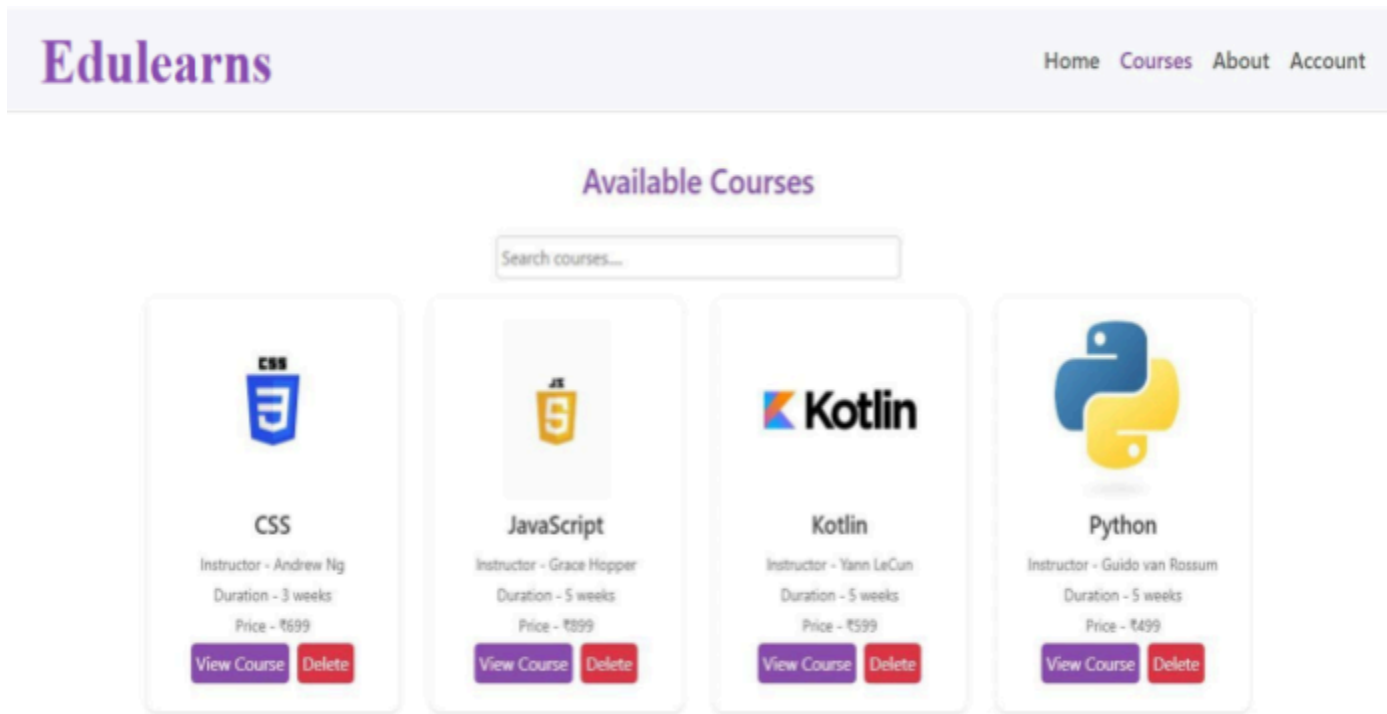 Edulearns
Home Courses About Account
Available Courses
Search courses....
CSS
JS
Kotlin
CSS
Instructor - Andrew Ng
Duration - 3 weeks
Price - ₹699
View Course Delete
JavaScript
Instructor - Grace Hopper
Duration - 5 weeks
Price - ₹899
View Course Delete
Kotlin
Instructor - Yann LeCun
Duration - 5 weeks
Price - ₹599
View Course Delete
Python
Instructor - Guido van Rossum
Duration - 5 weeks
Price - ₹499
View Course Delete